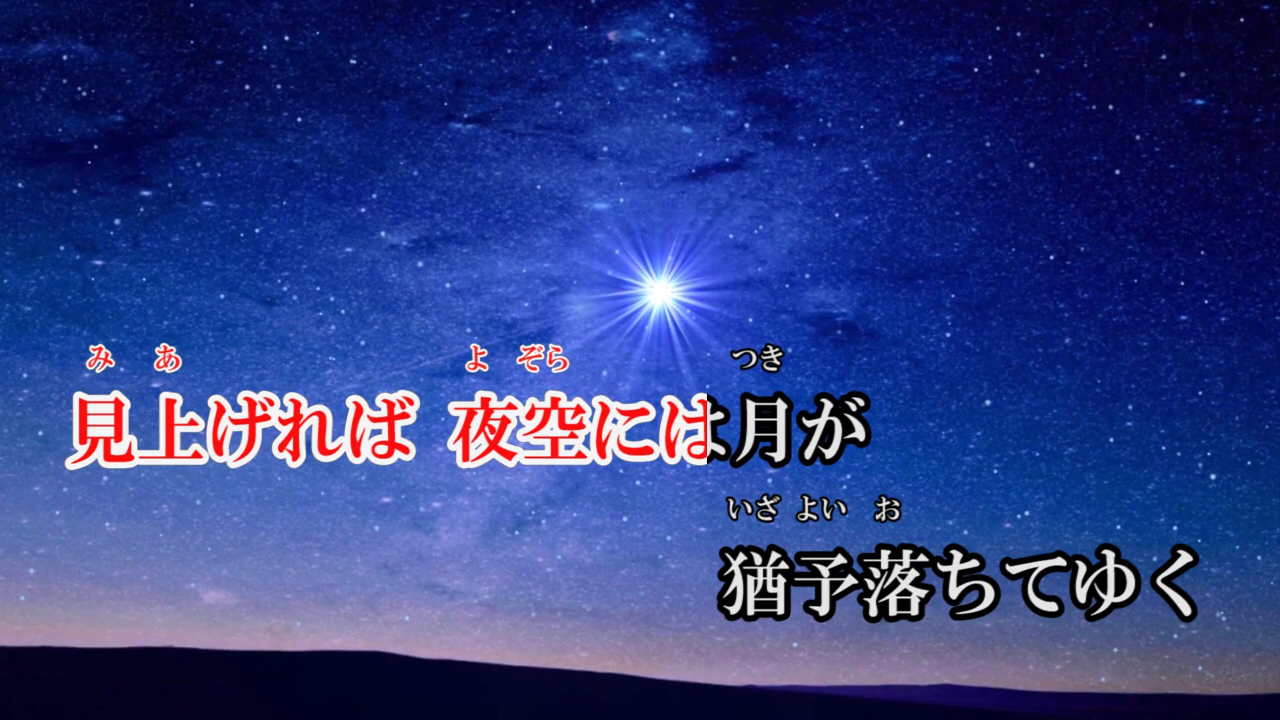 み あ よ ぞら つき
見上げれば 夜空には月が
いざ よい お
猶予落ちてゆく